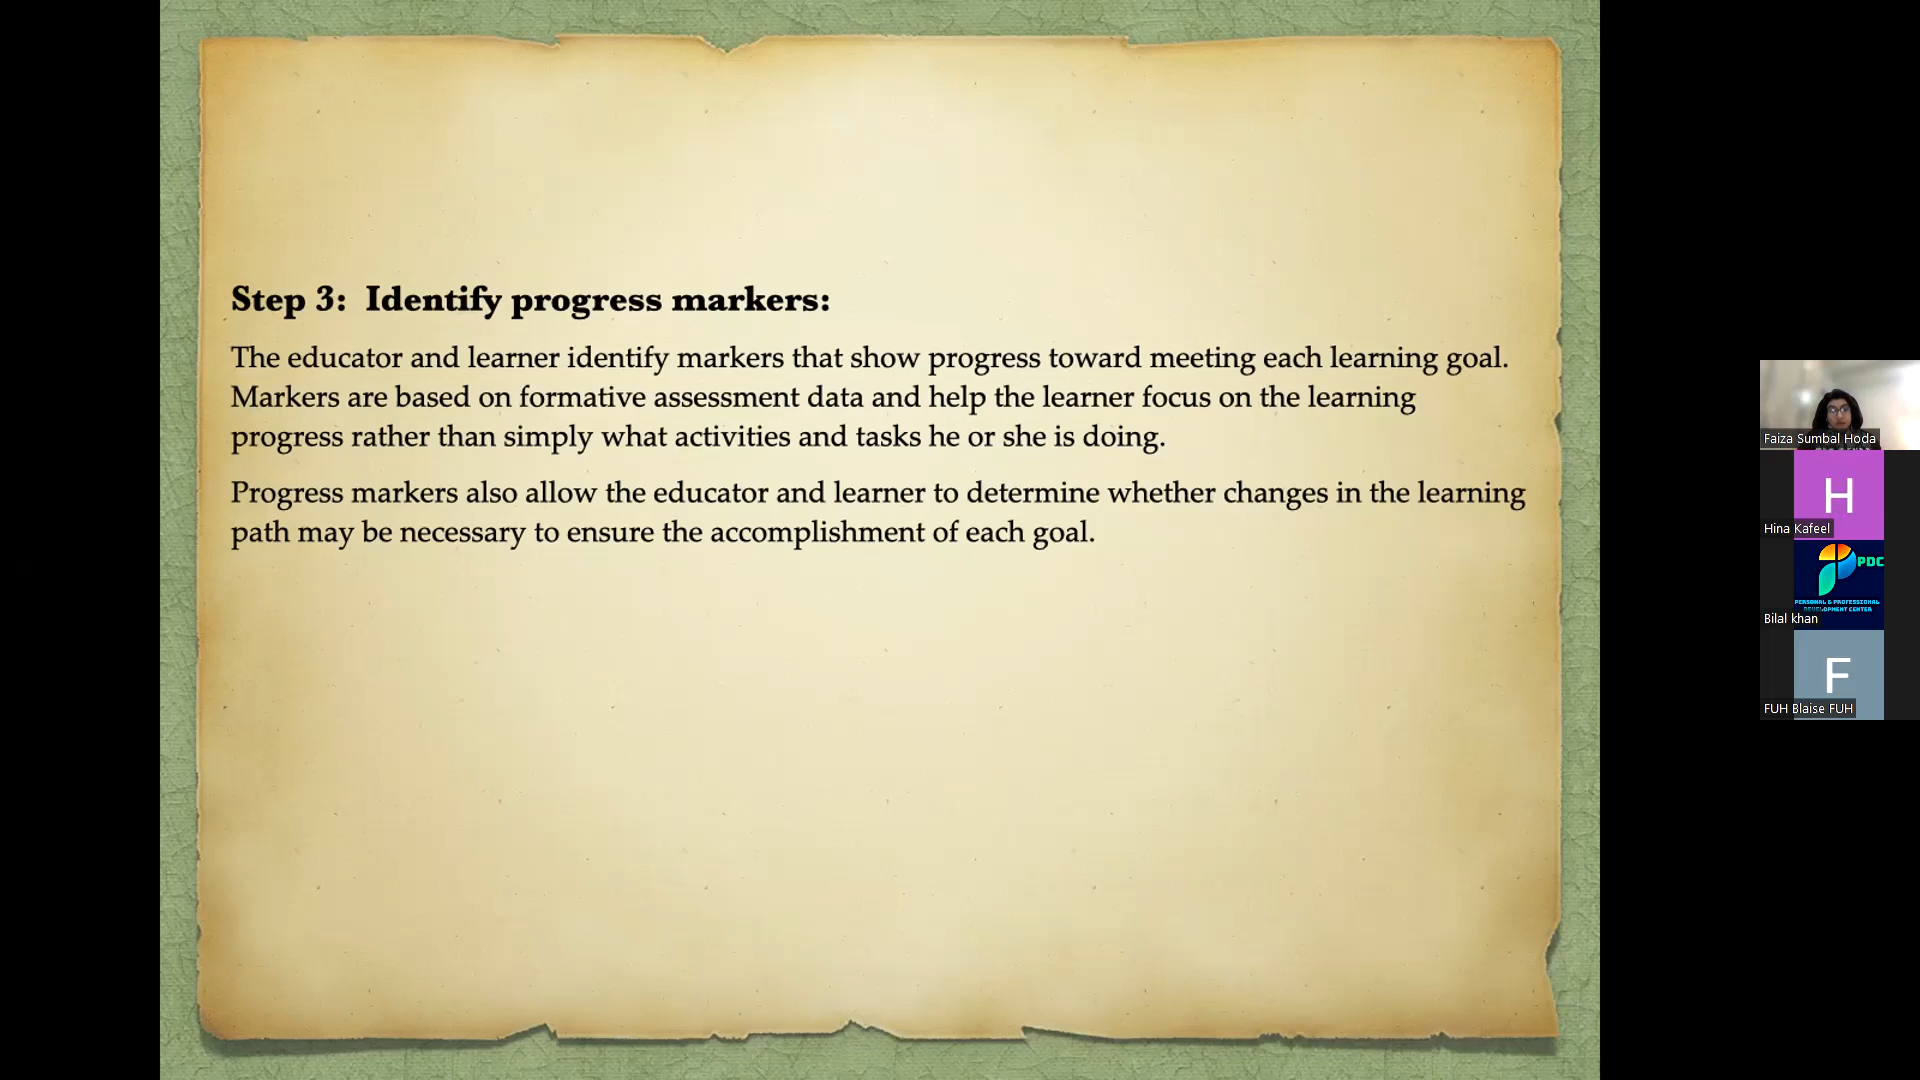 Step 3:  Identify progress markers:
The educator and learner identify markers that show progress toward meeting each learning goal.
Markers are based on formative assessment data and help the learner focus on the learning
progress rather than simply what activities and tasks he or she is doing.
Progress markers also allow the educator and learner to determine whether changes in the learning
path may be necessary to ensure the accomplishment of each goal.
Faiza Sumbal Hoda
H
Hina Kafeel
PDC
PERSONAL & PROFESSIONAL
DEVELOPMENT CENTER
Bilal khan
F
FUH Blaise FUH